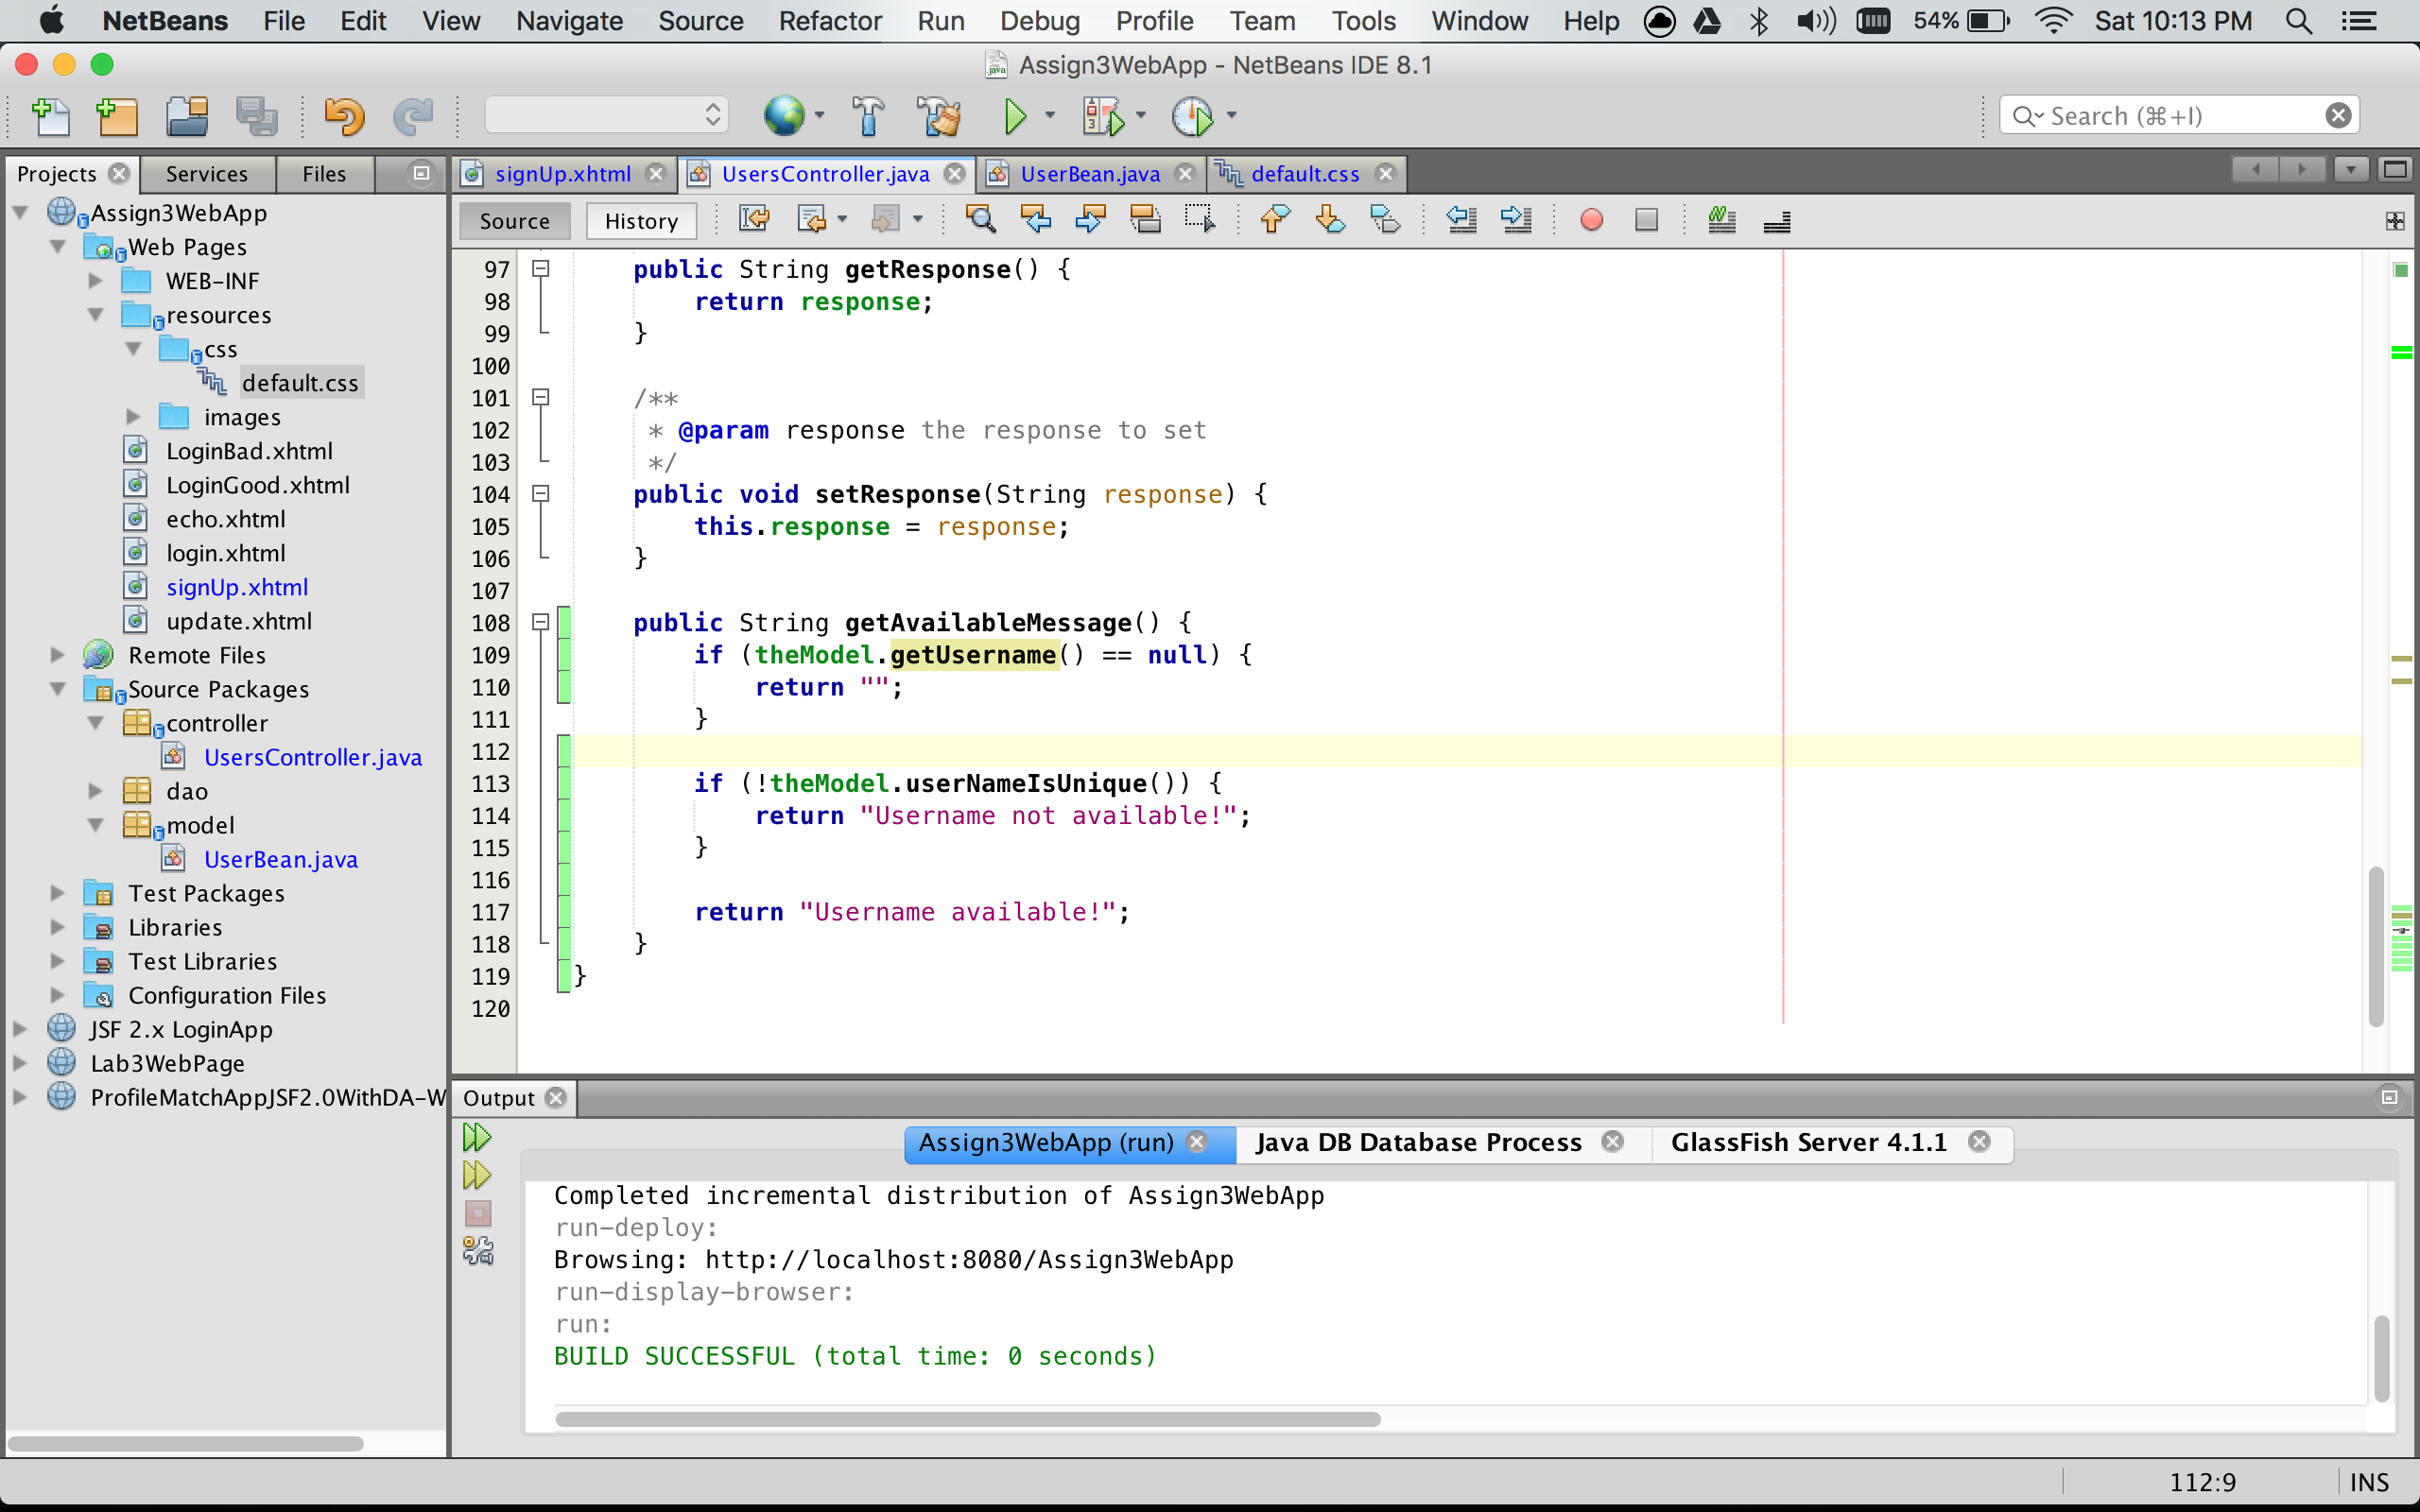 NetBeans File Edit View Navigate Source Refactor Run Debug Profile Team Tools Window Help 54% Sat 10:13 PM
Assign3WebApp - NetBeans IDE 8.1
Search (⌘+I)
Projects Services Files
signUp.xhtml UsersController.java UserBean.java default.css
Source History
Assign3WebApp
Web Pages
WEB-INF
resources
css
default.css
images
LoginBad.xhtml
LoginGood.xhtml
echo.xhtml
login.xhtml
signUp.xhtml
update.xhtml
Remote Files
Source Packages
controller
UsersController.java
dao
model
UserBean.java
Test Packages
Libraries
Test Libraries
Configuration Files
JSF 2.x LoginApp
Lab3WebPage
ProfileMatchAppJSF2.0WithDA-W
97 public String getResponse() {
98 return response;
99 }
100
101 /**
102 * @param response the response to set
103 */
104 public void setResponse(String response) {
105 this.response = response;
106 }
107
108 public String getAvailableMessage() {
109 if (theModel.getUsername() == null) {
110 return "";
111 }
112
113 if (!theModel.userNameIsUnique()) {
114 return "Username not available!";
115 }
116
117 return "Username available!";
118 }
119 }
120
Output
Assign3WebApp (run) Java DB Database Process GlassFish Server 4.1.1
Completed incremental distribution of Assign3WebApp
run-deploy:
Browsing: http://localhost:8080/Assign3WebApp
run-display-browser:
run:
BUILD SUCCESSFUL (total time: 0 seconds)
112:9 INS